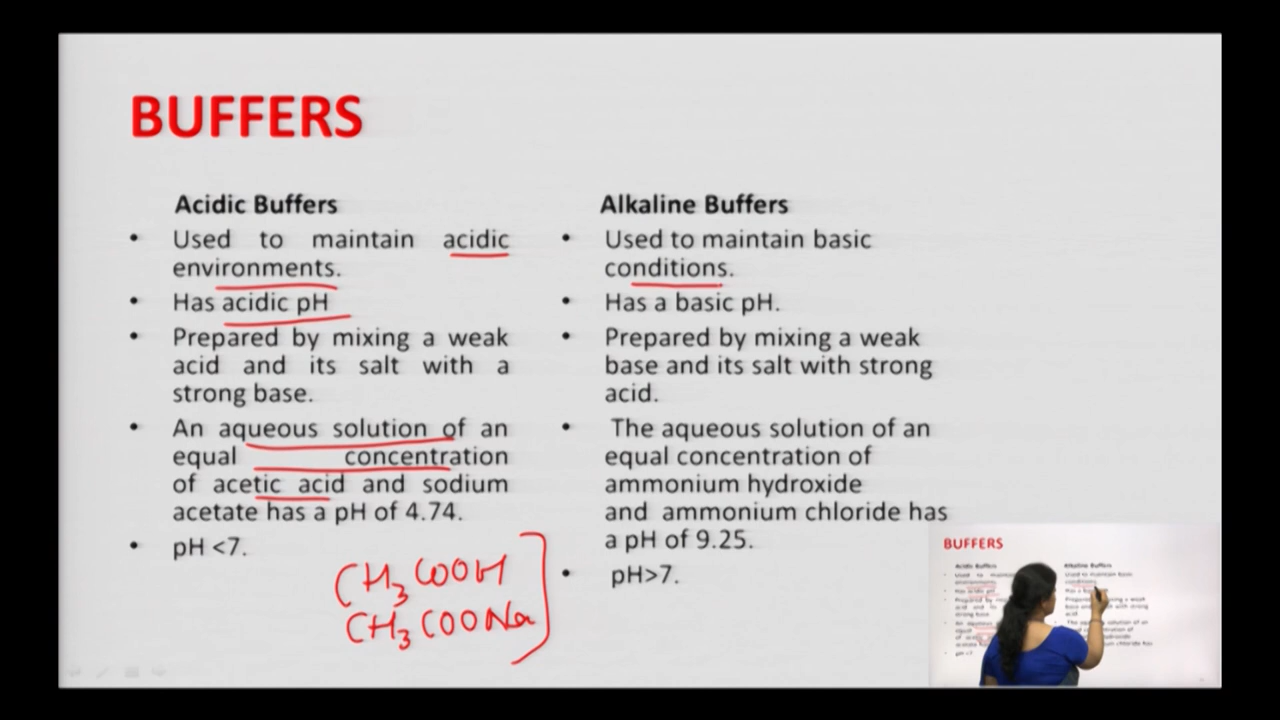 BUFFERS
Acidic Buffers
• Used to maintain acidic
environments.
• Has acidic pH
• Prepared by mixing a weak
acid and its salt with a
strong base.
• An aqueous solution of an
equal concentration
of acetic acid and sodium
acetate has a pH of 4.74.
• pH <7.
CH3COOH
CH3COONa
Alkaline Buffers
• Used to maintain basic
conditions.
• Has a basic pH.
• Prepared by mixing a weak
base and its salt with strong
acid.
• The aqueous solution of an
equal concentration of
ammonium hydroxide
and ammonium chloride has
a pH of 9.25.
• pH>7.
BUFFERS
Acidic Buffers
Alkaline Buffers